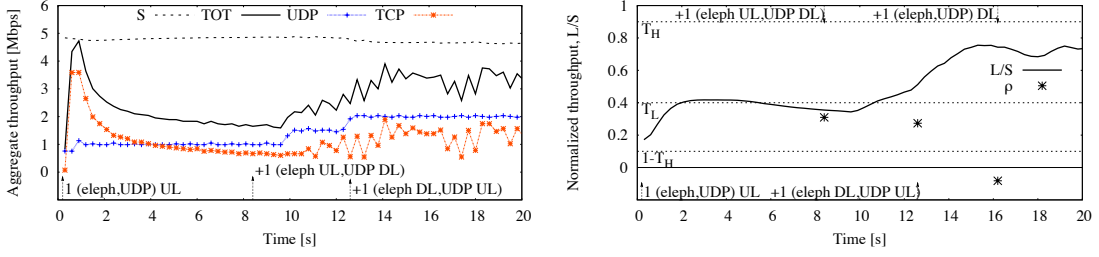 S TOT UDP TCP
Aggregate throughput [Mbps]
6
5
4
3
2
1
0
+1 (eleph UL,UDP DL)
1 (eleph,UDP) UL
+1 (eleph DL,UDP UL)
0 2 4 6 8 10 12 14 16 18 20
Time [s]
Normalized throughput, L/S
1
0.8
0.6
0.4
0.2
0
-0.2
+1 (eleph UL,UDP DL) +1 (eleph,UDP) DL
T_H
L/S
ρ
T_L
1-T_H
1 (eleph,UDP) UL +1 (eleph DL,UDP UL)
0 2 4 6 8 10 12 14 16 18 20
Time [s]